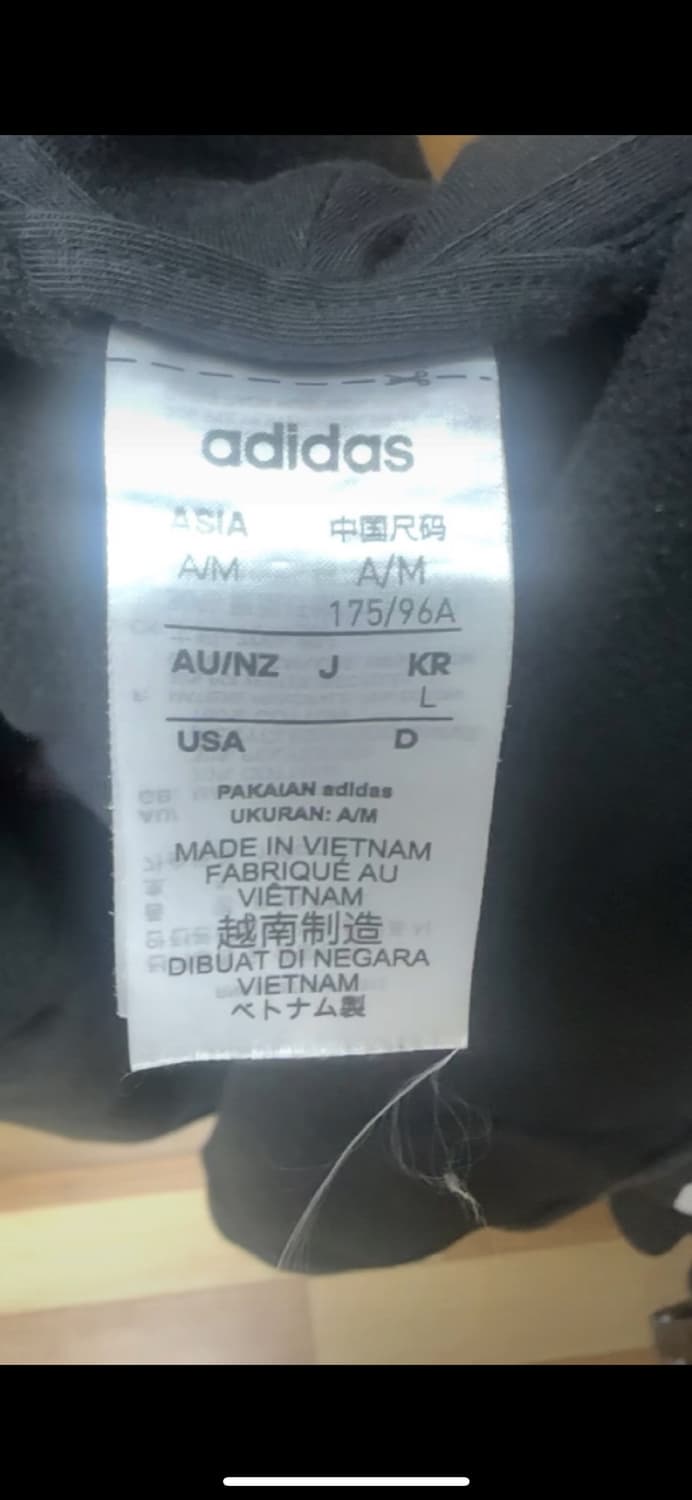 adidas
ASIA 中国尺码
A/M A/M
175/96A
AU/NZ J KR
L
USA D
PAKAIAN adidas
UKURAN: A/M
MADE IN VIETNAM
FABRIQUÉ AU
VIÊTNAM
越南制造
DIBUAT DI NEGARA
VIETNAM
ベトナム製